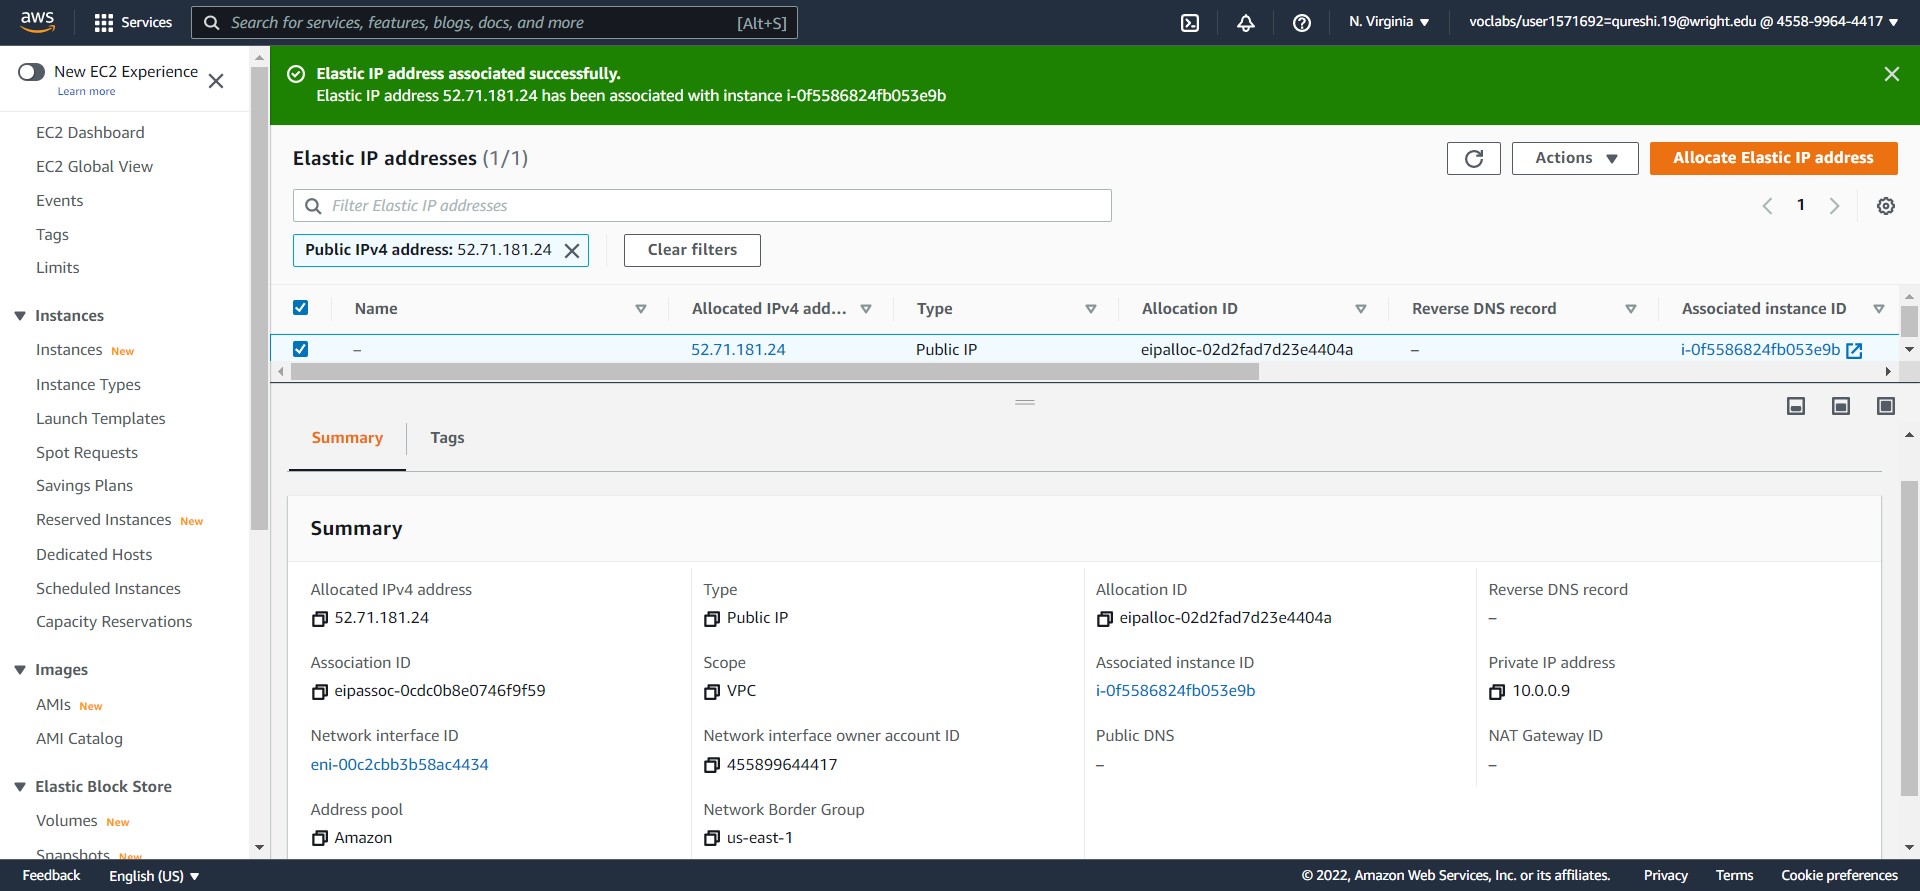 aws
Services
Search for services, features, blogs, docs, and more
[Alt+S]
N. Virginia
voclabs/user1571692=qureshi.19@wright.edu @ 4558-9964-4417
New EC2 Experience
Learn more
EC2 Dashboard
EC2 Global View
Events
Tags
Limits
Instances
Instances New
Instance Types
Launch Templates
Spot Requests
Savings Plans
Reserved Instances New
Dedicated Hosts
Scheduled Instances
Capacity Reservations
Images
AMIs New
AMI Catalog
Elastic Block Store
Volumes New
Snapshots New
Elastic IP address associated successfully.
Elastic IP address 52.71.181.24 has been associated with instance i-0f5586824fb053e9b
Elastic IP addresses (1/1)
Actions
Allocate Elastic IP address
Filter Elastic IP addresses
1
Public IPv4 address: 52.71.181.24
Clear filters
Name Allocated IPv4 add... Type Allocation ID Reverse DNS record Associated instance ID
– 52.71.181.24 Public IP eipalloc-02d2fad7d23e4404a – i-0f5586824fb053e9b
Summary Tags
Summary
Allocated IPv4 address
52.71.181.24
Type
Public IP
Allocation ID
eipalloc-02d2fad7d23e4404a
Reverse DNS record
–
Association ID
eipassoc-0cdc0b8e0746f9f59
Scope
VPC
Associated instance ID
i-0f5586824fb053e9b
Private IP address
10.0.0.9
Network interface ID
eni-00c2cbb3b58ac4434
Network interface owner account ID
455899644417
Public DNS
–
NAT Gateway ID
–
Address pool
Amazon
Network Border Group
us-east-1
Feedback
English (US)
© 2022, Amazon Web Services, Inc. or its affiliates.
Privacy
Terms
Cookie preferences